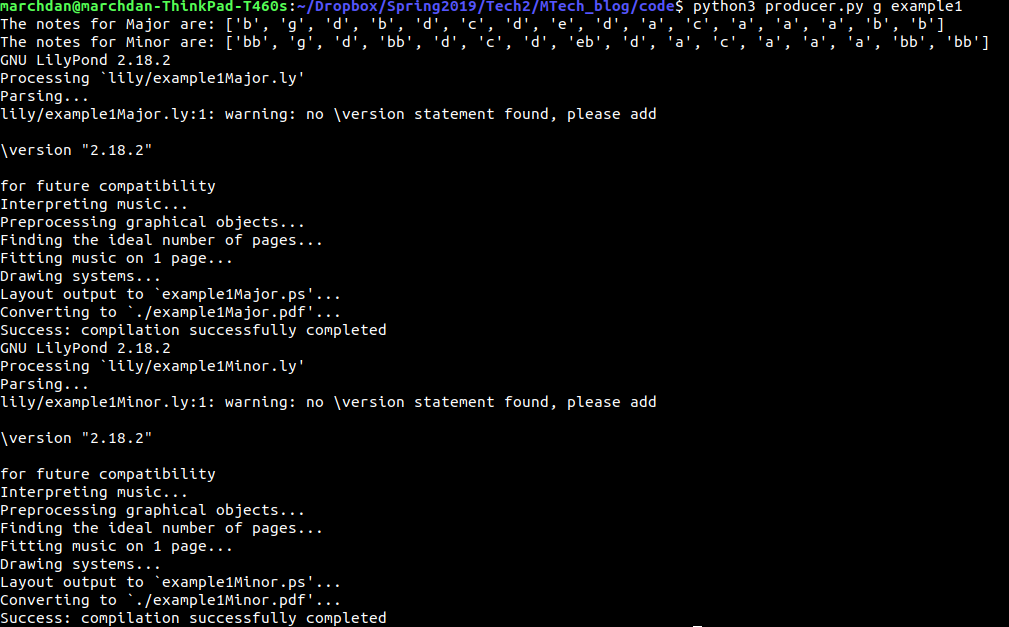 marchdan@marchdan-ThinkPad-T460s:~/Dropbox/Spring2019/Tech2/MTech_blog/code$ python3 producer.py g example1
The notes for Major are: ['b', 'g', 'd', 'b', 'd', 'c', 'd', 'e', 'd', 'a', 'c', 'a', 'a', 'a', 'b', 'b']
The notes for Minor are: ['bb', 'g', 'd', 'bb', 'd', 'c', 'd', 'eb', 'd', 'a', 'c', 'a', 'a', 'a', 'bb', 'bb']
GNU LilyPond 2.18.2
Processing `lily/example1Major.ly'
Parsing...
lily/example1Major.ly:1: warning: no \version statement found, please add
\version "2.18.2"
for future compatibility
Interpreting music...
Preprocessing graphical objects...
Finding the ideal number of pages...
Fitting music on 1 page...
Drawing systems...
Layout output to `example1Major.ps'...
Converting to `./example1Major.pdf'...
Success: compilation successfully completed
GNU LilyPond 2.18.2
Processing `lily/example1Minor.ly'
Parsing...
lily/example1Minor.ly:1: warning: no \version statement found, please add
\version "2.18.2"
for future compatibility
Interpreting music...
Preprocessing graphical objects...
Finding the ideal number of pages...
Fitting music on 1 page...
Drawing systems...
Layout output to `example1Minor.ps'...
Converting to `./example1Minor.pdf'...
Success: compilation successfully completed